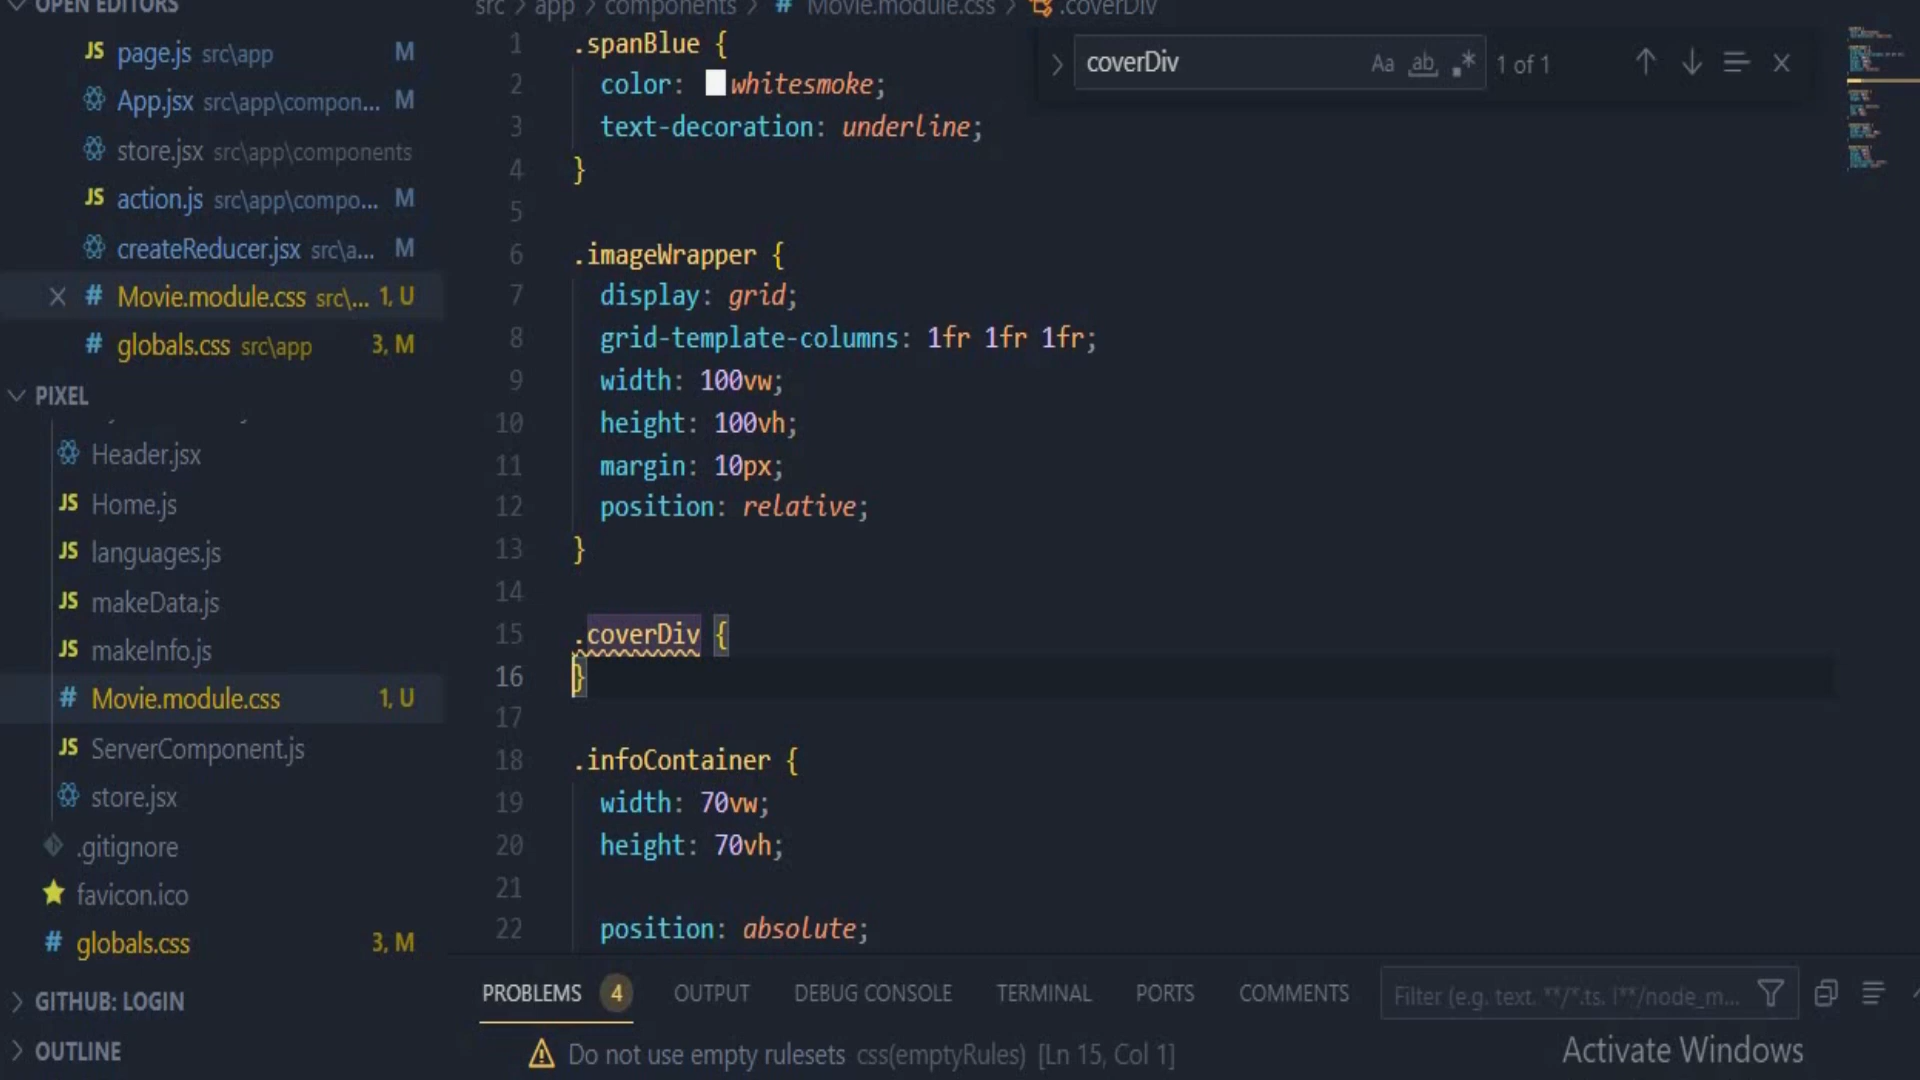 OPEN EDITORS
JS page.js src\app M
App.jsx src\app\compon... M
store.jsx src\app\components
JS action.js src\app\compo... M
createReducer.jsx src\a... M
# Movie.module.css src\... 1, U
# globals.css src\app 3, M
PIXEL
Header.jsx
JS Home.js
JS languages.js
JS makeData.js
JS makeInfo.js
# Movie.module.css 1, U
JS ServerComponent.js
store.jsx
.gitignore
favicon.ico
# globals.css 3, M
GITHUB: LOGIN
OUTLINE
src > app > components > # Movie.module.css > .coverDiv
coverDiv Aa ab .* 1 of 1
1 .spanBlue {
2 color: whitesmoke;
3 text-decoration: underline;
4 }
5
6 .imageWrapper {
7 display: grid;
8 grid-template-columns: 1fr 1fr 1fr;
9 width: 100vw;
10 height: 100vh;
11 margin: 10px;
12 position: relative;
13 }
14
15 .coverDiv {
16 }
17
18 .infoContainer {
19 width: 70vw;
20 height: 70vh;
21
22 position: absolute;
PROBLEMS 4 OUTPUT DEBUG CONSOLE TERMINAL PORTS COMMENTS Filter (e.g. text, **/*.ts, !**/node_m...
Do not use empty rulesets css(emptyRules) [Ln 15, Col 1]
Activate Windows